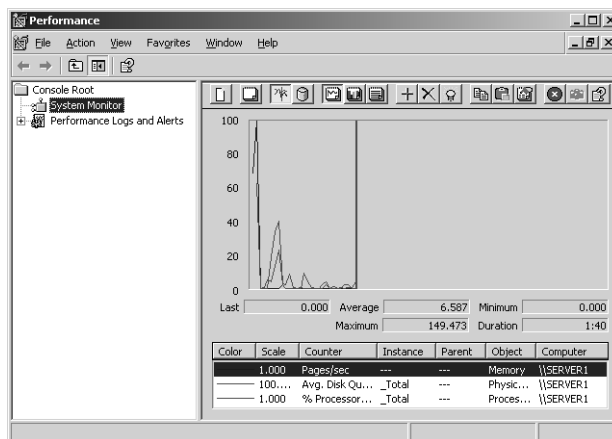 Performance
File Action View Favorites Window Help
Console Root
System Monitor
Performance Logs and Alerts
100
80
60
40
20
0
Last 0.000 Average 6.587 Minimum 0.000
Maximum 149.473 Duration 1:40
Color Scale Counter Instance Parent Object Computer
1.000 Pages/sec --- --- Memory \\SERVER1
100.... Avg. Disk Qu... _Total --- Physic... \\SERVER1
1.000 % Processor... _Total --- Proces... \\SERVER1